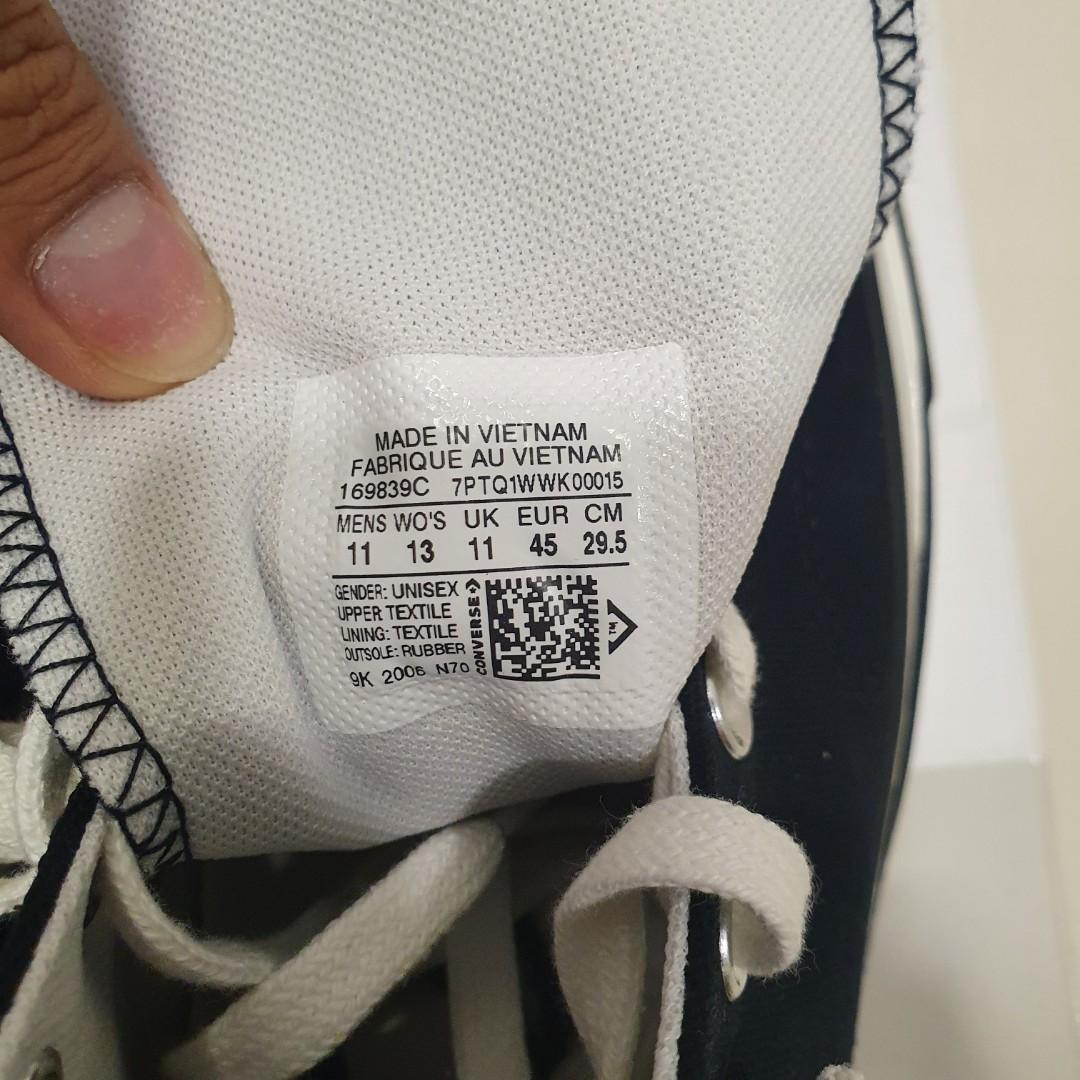 MADE IN VIETNAM
FABRIQUE AU VIETNAM
169839C 7PTQ1WWK00015
MENS WO'S UK EUR CM
11 13 11 45 29.5
GENDER: UNISEX
UPPER TEXTILE
LINING: TEXTILE
OUTSOLE: RUBBER
9K 2006 N70
CONVERSE
TM